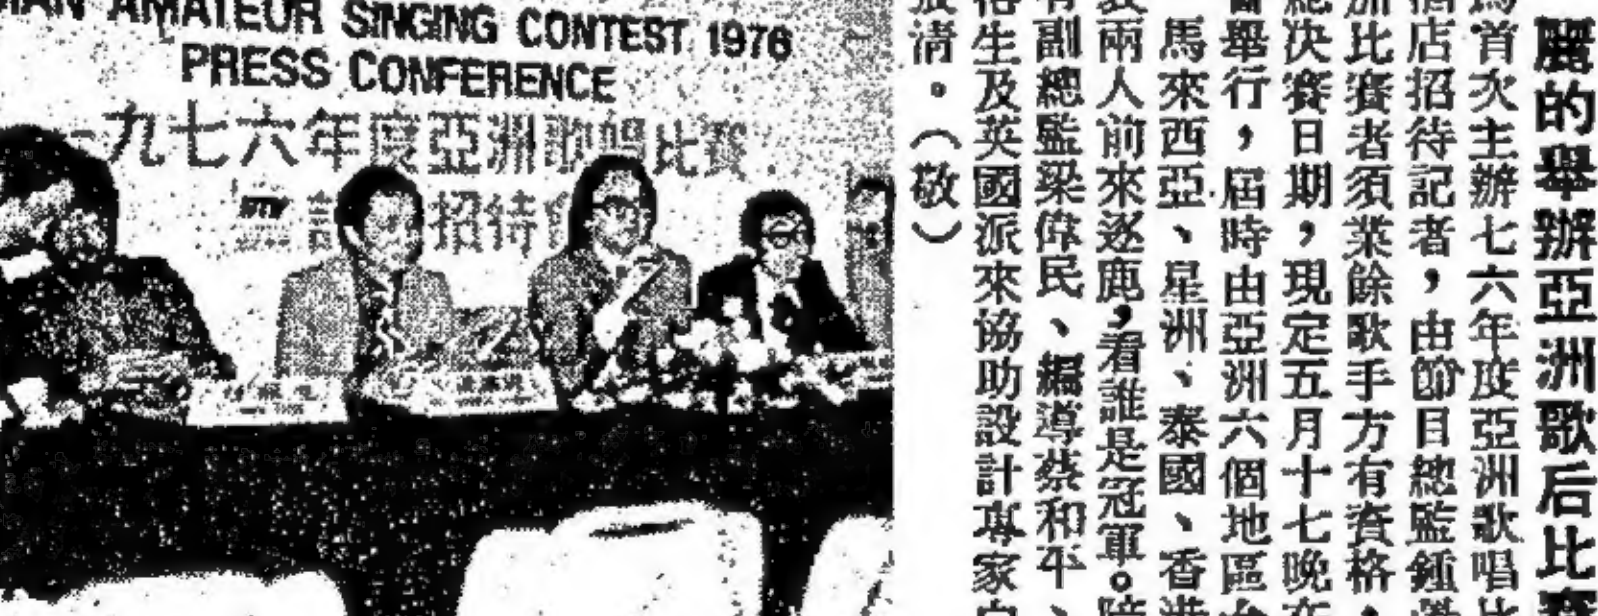 AMATEUR SINGING CONTEST 1976
PRESS CONFERENCE
九七六年度亞洲歌唱比賽
招待
麗的舉辦亞洲歌后比賽
首次主辦七六年度亞洲歌唱
酒店招待記者，由節目總監鍾
比賽者須業餘歌手方有資格，
總決賽日期，現定五月十七晚在
舉行，屆時由亞洲六個地區
馬來西亞、星洲、泰國、香港
兩人前來逐鹿，看誰是冠軍。陪
副總監梁偉民、編導蔡和平、
生及英國派來協助設計專家
清。（敬）